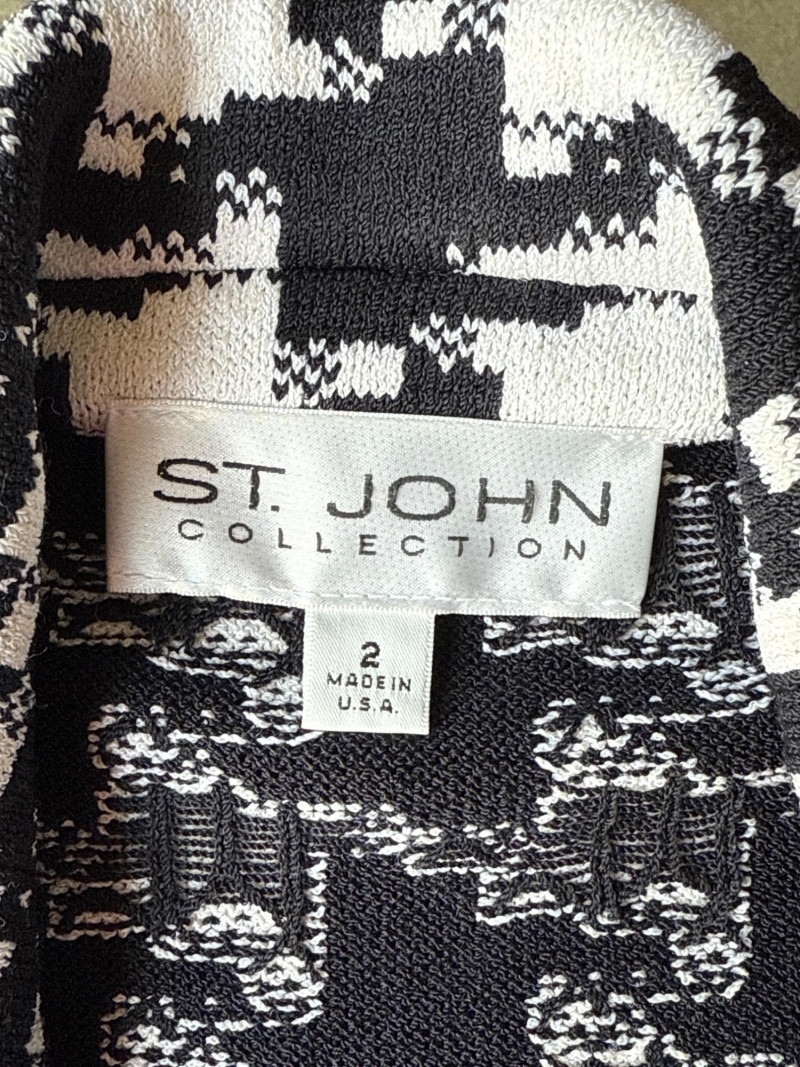 ST. JOHN
COLLECTION
2
MADE IN
U.S.A.